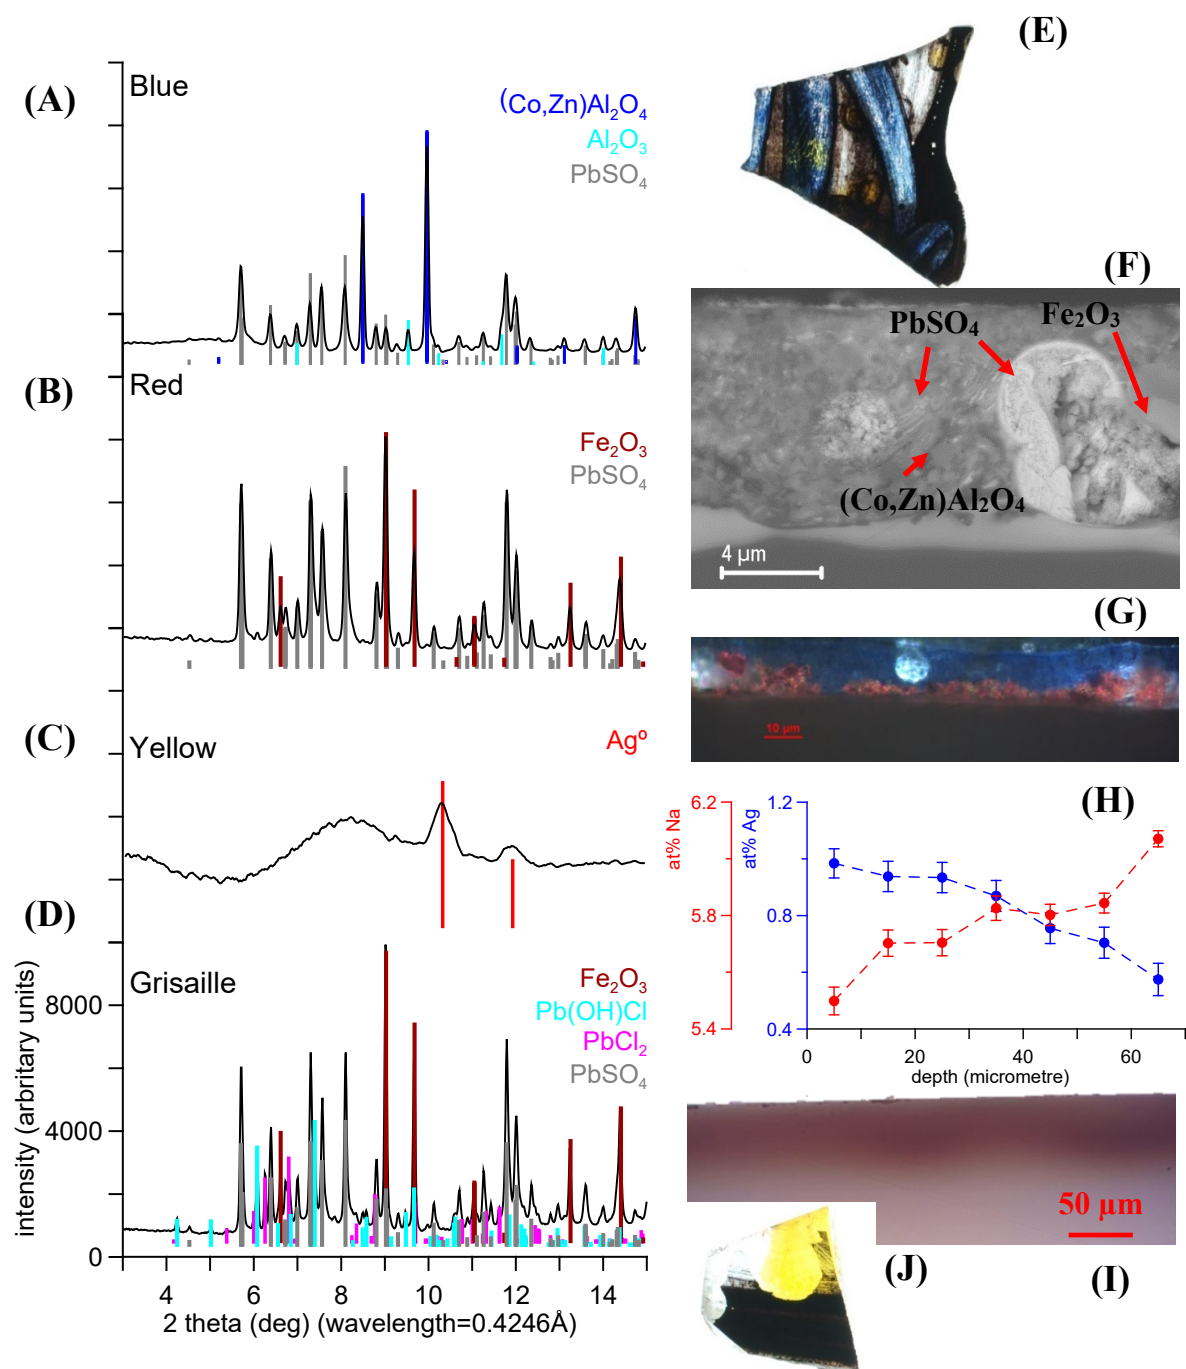 (A)
Blue
(Co,Zn)Al₂O₄
Al₂O₃
PbSO₄
(B)
Red
Fe₂O₃
PbSO₄
(C)
Yellow
Ag⁰
(D)
Grisaille
Fe₂O₃
Pb(OH)Cl
PbCl₂
PbSO₄
8000
4000
0
intensity (arbritary units)
4 6 8 10 12 14
2 theta (deg) (wavelength=0.4246Å)
(E)
(F)
PbSO₄
Fe₂O₃
(Co,Zn)Al₂O₄
4 µm
(G)
10 µm
(H)
6.2
5.8
5.4
at% Na
1.2
0.8
0.4
at% Ag
0 20 40 60
depth (micrometre)
50 µm
(I)
(J)